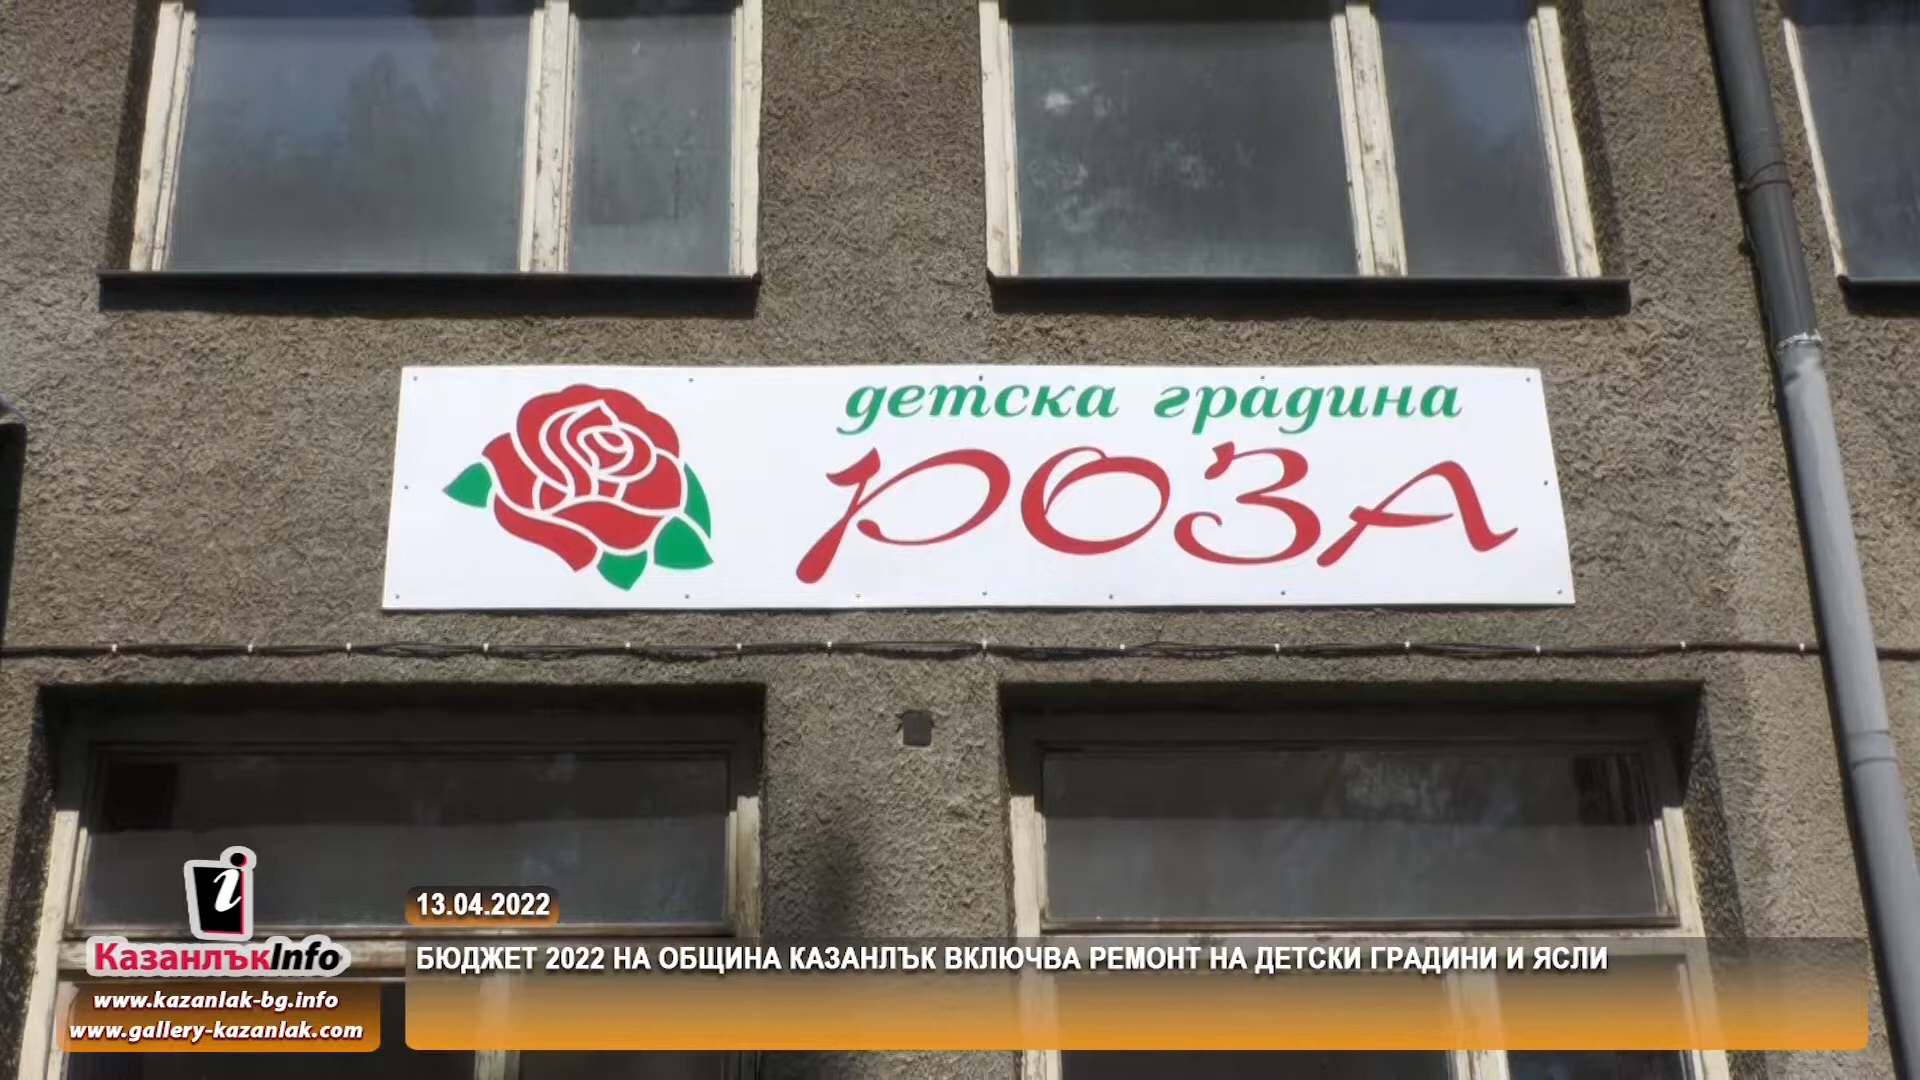 детска градина
РОЗА
13.04.2022
БЮДЖЕТ 2022 НА ОБЩИНА КАЗАНЛЪК ВКЛЮЧВА РЕМОНТ НА ДЕТСКИ ГРАДИНИ И ЯСЛИ
i
КазанлъкInfo
www.kazanlak-bg.info
www.gallery-kazanlak.com